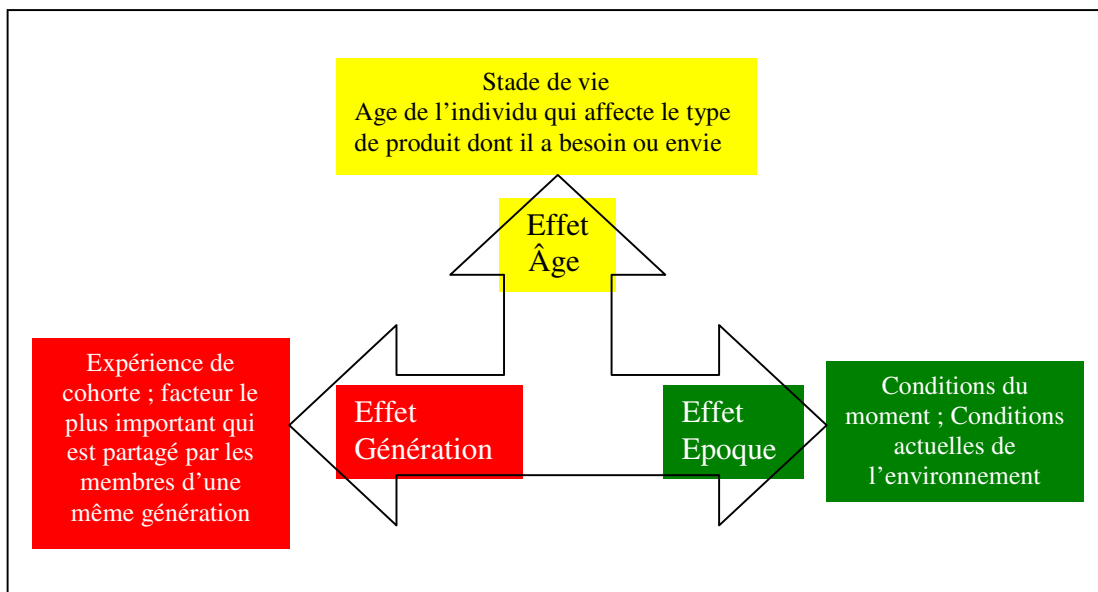 Stade de vie
Age de l’individu qui affecte le type
de produit dont il a besoin ou envie
Effet
Âge
Expérience de
cohorte ; facteur le
plus important qui
est partagé par les
membres d’une
même génération
Effet
Génération
Effet
Epoque
Conditions du
moment ; Conditions
actuelles de
l’environnement